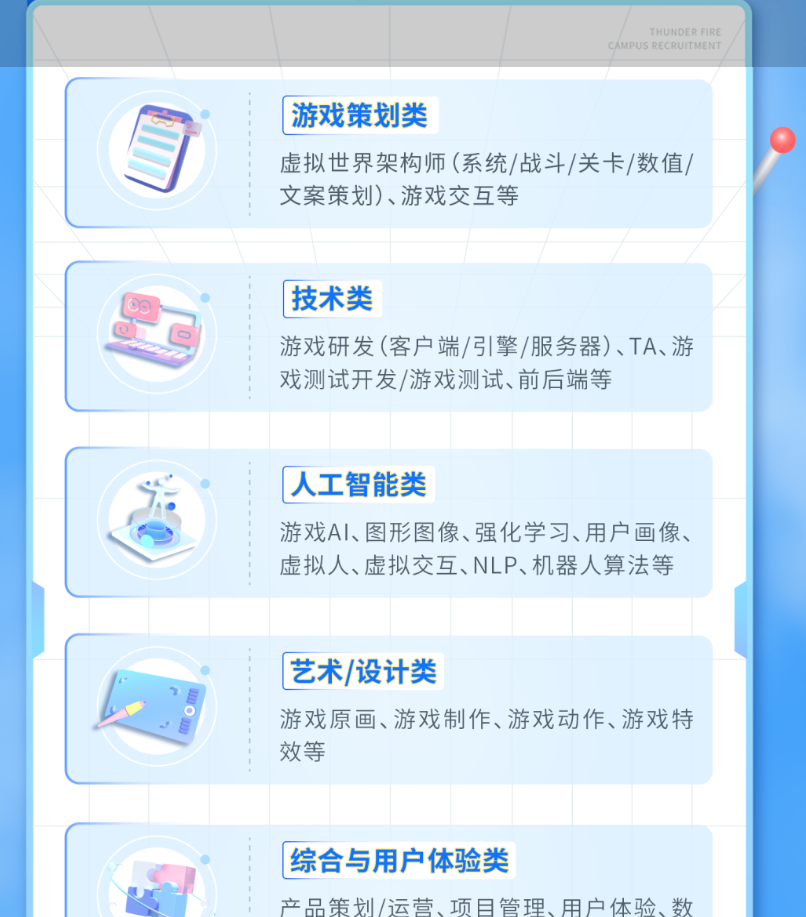 THUNDER FIRE
CAMPUS RECRUITMENT
游戏策划类
虚拟世界架构师(系统/战斗/关卡/数值/
文案策划)、游戏交互等
技术类
游戏研发(客户端/引擎/服务器)、TA、游
戏测试开发/游戏测试、前后端等
人工智能类
游戏AI、图形图像、强化学习、用户画像、
虚拟人、虚拟交互、NLP、机器人算法等
艺术/设计类
游戏原画、游戏制作、游戏动作、游戏特
效等
综合与用户体验类
产品策划/运营、项目管理、用户体验、数